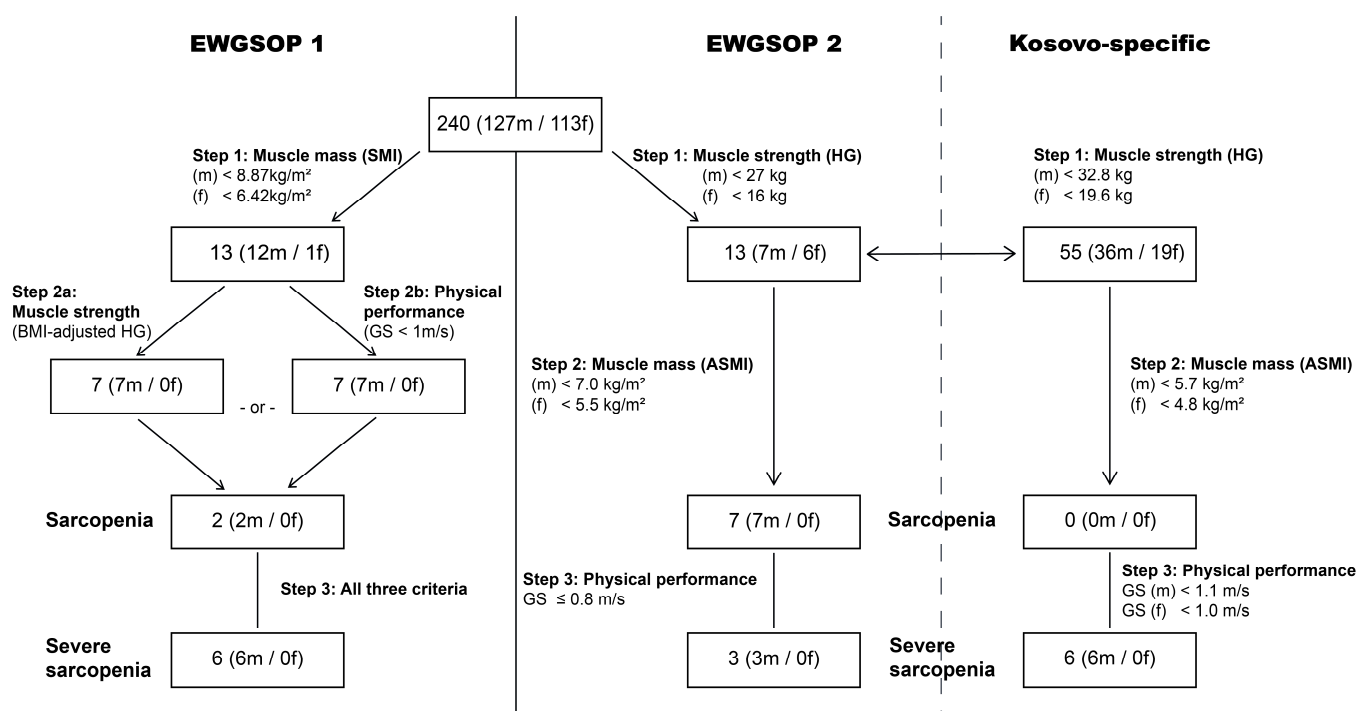 EWGSOP 1
EWGSOP 2
Kosovo-specific
240 (127m / 113f)
Step 1: Muscle mass (SMI)
(m) < 8.87kg/m²
(f) < 6.42kg/m²
Step 1: Muscle strength (HG)
(m) < 27 kg
(f) < 16 kg
Step 1: Muscle strength (HG)
(m) < 32.8 kg
(f) < 19.6 kg
13 (12m / 1f)
13 (7m / 6f)
55 (36m / 19f)
Step 2a:
Muscle strength
(BMI-adjusted HG)
Step 2b: Physical
performance
(GS < 1m/s)
7 (7m / 0f)
- or -
7 (7m / 0f)
Step 2: Muscle mass (ASMI)
(m) < 7.0 kg/m²
(f) < 5.5 kg/m²
Step 2: Muscle mass (ASMI)
(m) < 5.7 kg/m²
(f) < 4.8 kg/m²
Sarcopenia
2 (2m / 0f)
7 (7m / 0f)
Sarcopenia
0 (0m / 0f)
Step 3: All three criteria
Step 3: Physical performance
GS ≤ 0.8 m/s
Step 3: Physical performance
GS (m) < 1.1 m/s
GS (f) < 1.0 m/s
Severe
sarcopenia
6 (6m / 0f)
3 (3m / 0f)
Severe
sarcopenia
6 (6m / 0f)